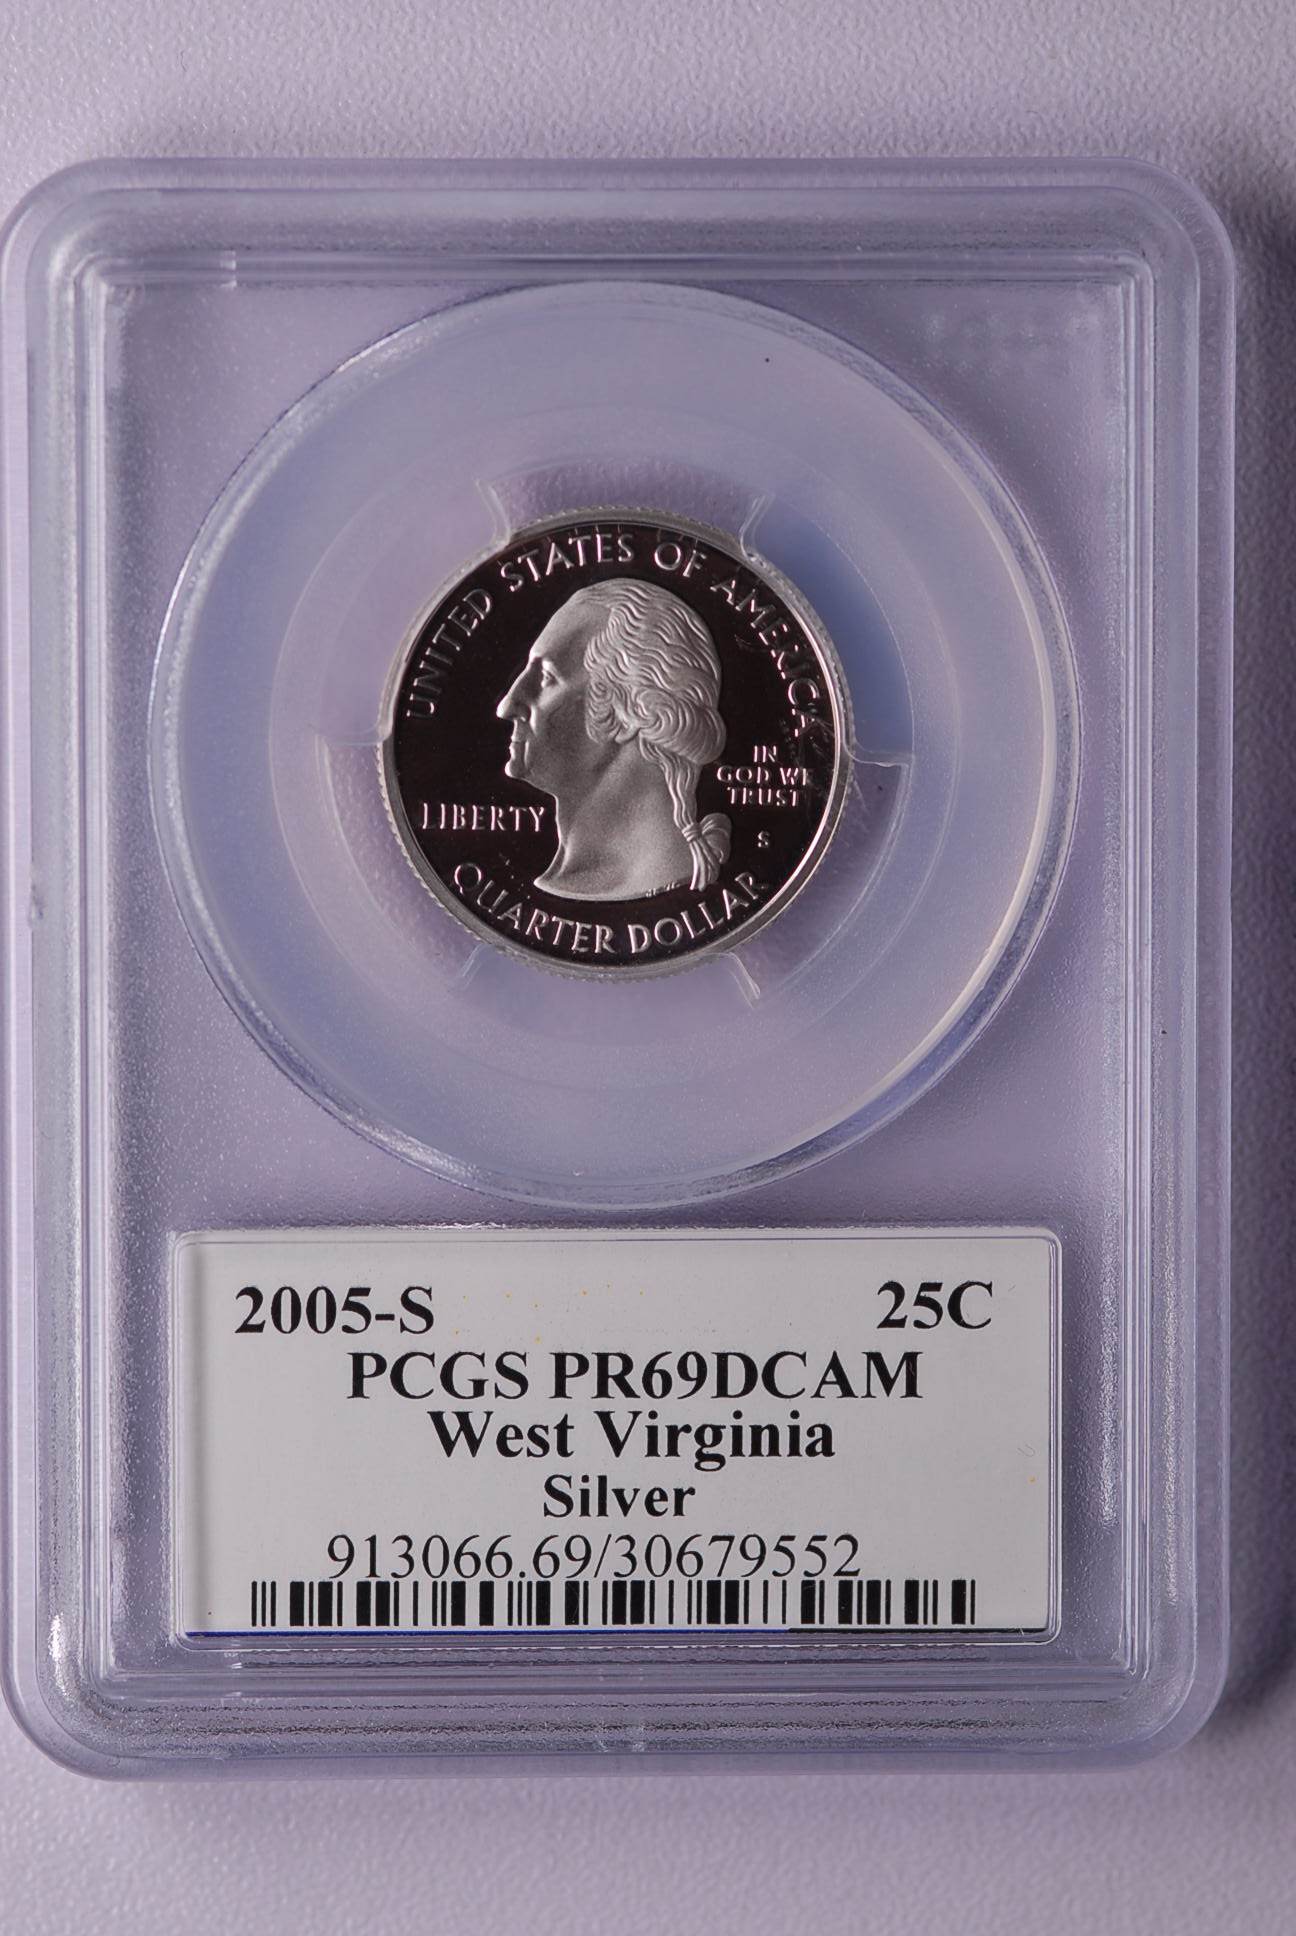 UNITED STATES OF AMERICA
IN
GOD WE
TRUST
LIBERTY
S
QUARTER DOLLAR
2005-S 25C
PCGS PR69DCAM
West Virginia
Silver
913066.69/30679552